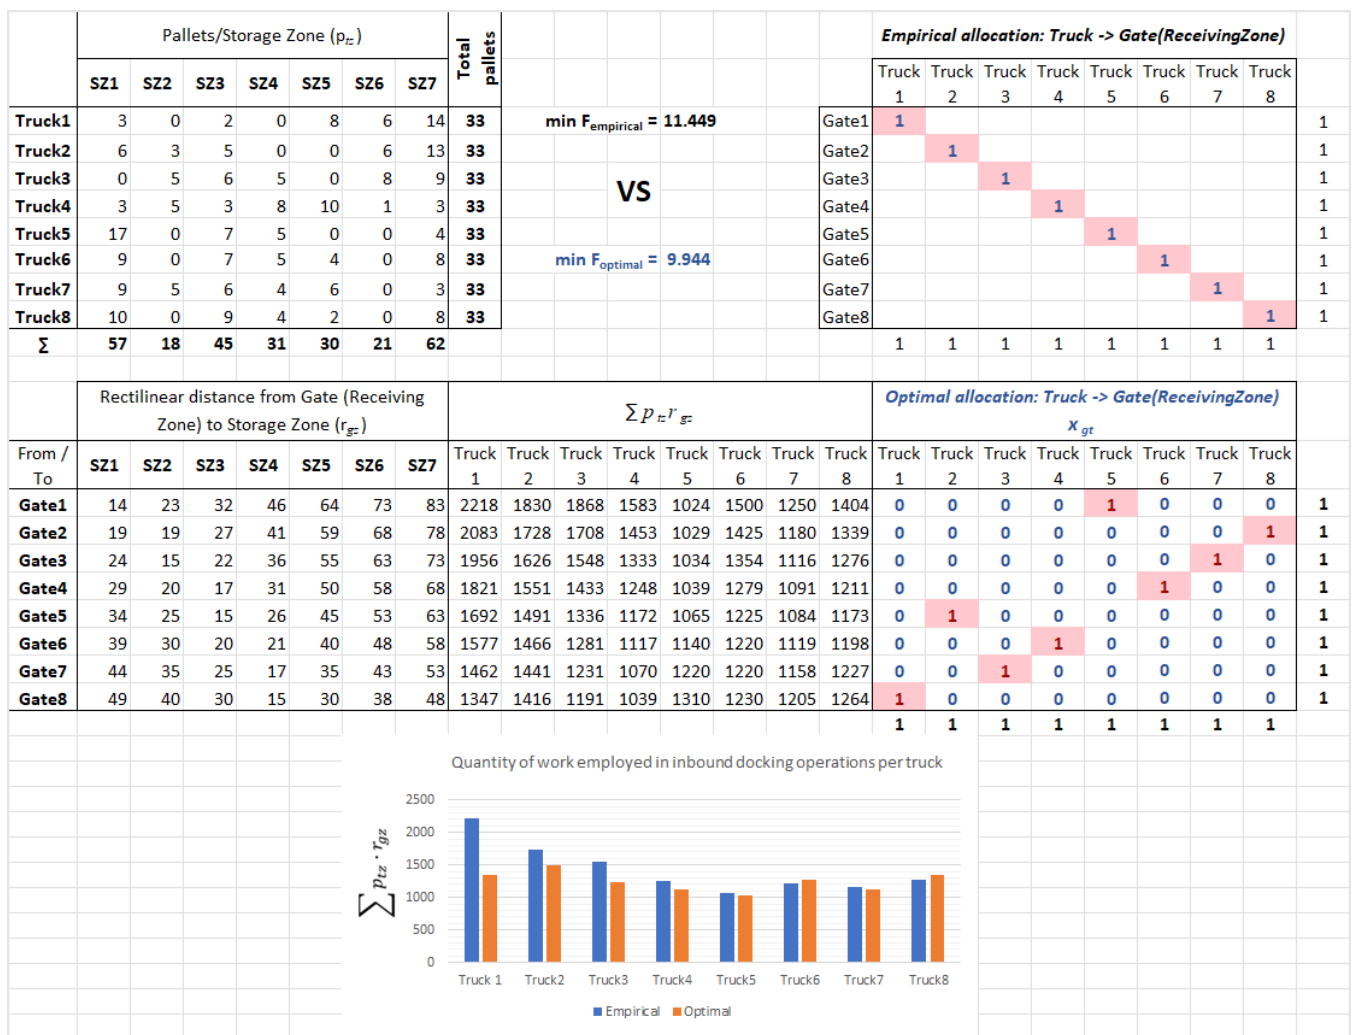 Pallets/Storage Zone (p tz)
Total pallets
Empirical allocation: Truck -> Gate(ReceivingZone)
SZ1 SZ2 SZ3 SZ4 SZ5 SZ6 SZ7
Truck 1 Truck 2 Truck 3 Truck 4 Truck 5 Truck 6 Truck 7 Truck 8
Truck1 3 0 2 0 8 6 14 33 min F empirical = 11.449 Gate1 1 1
Truck2 6 3 5 0 0 6 13 33 Gate2 1 1
Truck3 0 5 6 5 0 8 9 33 VS Gate3 1 1
Truck4 3 5 3 8 10 1 3 33 Gate4 1 1
Truck5 17 0 7 5 0 0 4 33 Gate5 1 1
Truck6 9 0 7 5 4 0 8 33 min F optimal = 9.944 Gate6 1 1
Truck7 9 5 6 4 6 0 3 33 Gate7 1 1
Truck8 10 0 9 4 2 0 8 33 Gate8 1 1
Σ 57 18 45 31 30 21 62 1 1 1 1 1 1 1 1
Rectilinear distance from Gate (Receiving
Zone) to Storage Zone (r gz)
Σ p tz r gz
Optimal allocation: Truck -> Gate(ReceivingZone)
x gt
From / To SZ1 SZ2 SZ3 SZ4 SZ5 SZ6 SZ7 Truck 1 Truck 2 Truck 3 Truck 4 Truck 5 Truck 6 Truck 7 Truck 8 Truck 1 Truck 2 Truck 3 Truck 4 Truck 5 Truck 6 Truck 7 Truck 8
Gate1 14 23 32 46 64 73 83 2218 1830 1868 1583 1024 1500 1250 1404 0 0 0 0 1 0 0 0 1
Gate2 19 19 27 41 59 68 78 2083 1728 1708 1453 1029 1425 1180 1339 0 0 0 0 0 0 0 1 1
Gate3 24 15 22 36 55 63 73 1956 1626 1548 1333 1034 1354 1116 1276 0 0 0 0 0 0 1 0 1
Gate4 29 20 17 31 50 58 68 1821 1551 1433 1248 1039 1279 1091 1211 0 0 0 0 0 1 0 0 1
Gate5 34 25 15 26 45 53 63 1692 1491 1336 1172 1065 1225 1084 1173 0 1 0 0 0 0 0 0 1
Gate6 39 30 20 21 40 48 58 1577 1466 1281 1117 1140 1220 1119 1198 0 0 0 1 0 0 0 0 1
Gate7 44 35 25 17 35 43 53 1462 1441 1231 1070 1220 1220 1158 1227 0 0 1 0 0 0 0 0 1
Gate8 49 40 30 15 30 38 48 1347 1416 1191 1039 1310 1230 1205 1264 1 0 0 0 0 0 0 0 1
1 1 1 1 1 1 1 1
Quantity of work employed in inbound docking operations per truck
∑ p tz · r gz
2500
2000
1500
1000
500
0
Truck 1 Truck2 Truck3 Truck4 Truck5 Truck6 Truck7 Truck8
Empirical Optimal